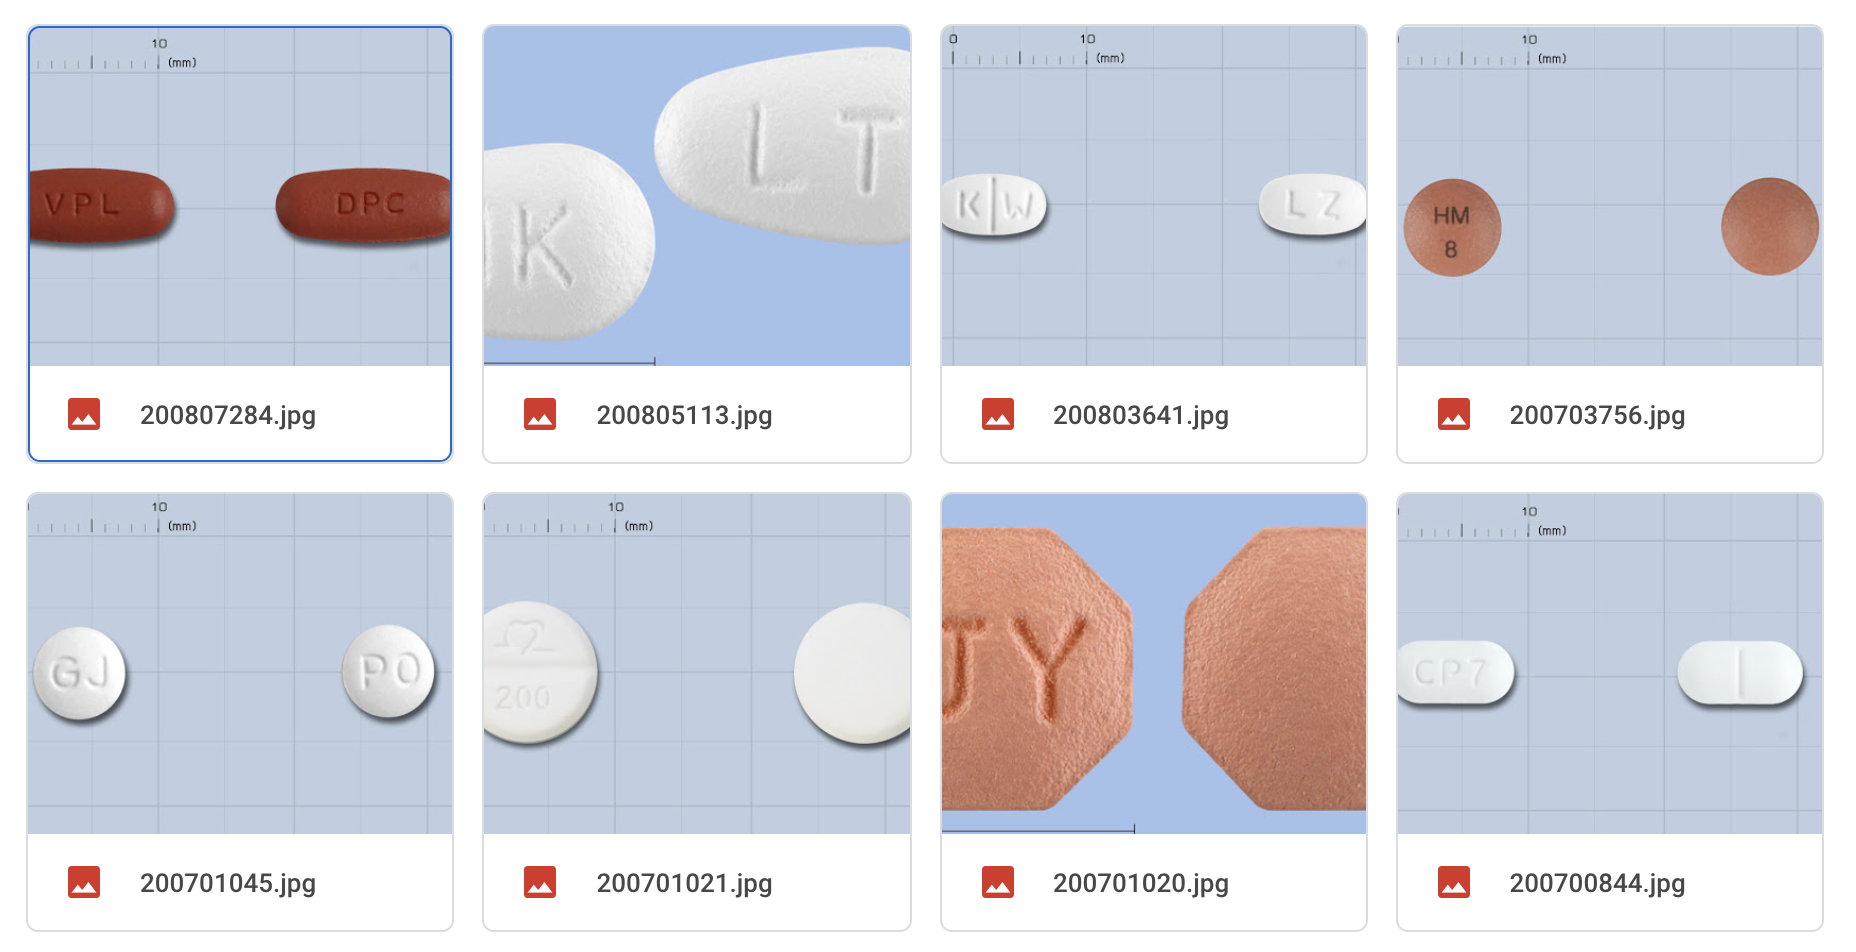 10
(mm)
VPL
DPC
200807284.jpg
K
LT
200805113.jpg
0 10
(mm)
K W
LZ
200803641.jpg
10
(mm)
HM
8
200703756.jpg
10
(mm)
GJ
PO
200701045.jpg
10
(mm)
200
200701021.jpg
JY
200701020.jpg
10
(mm)
CP7
200700844.jpg